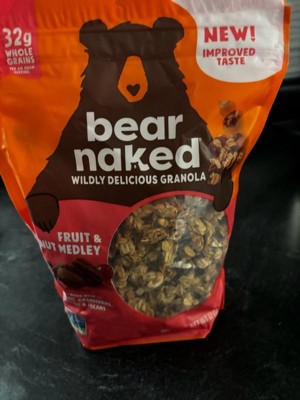 32g
WHOLE
GRAINS
NEW!
IMPROVED
TASTE
bear
naked
WILDLY DELICIOUS GRANOLA
FRUIT &
NUT MEDLEY